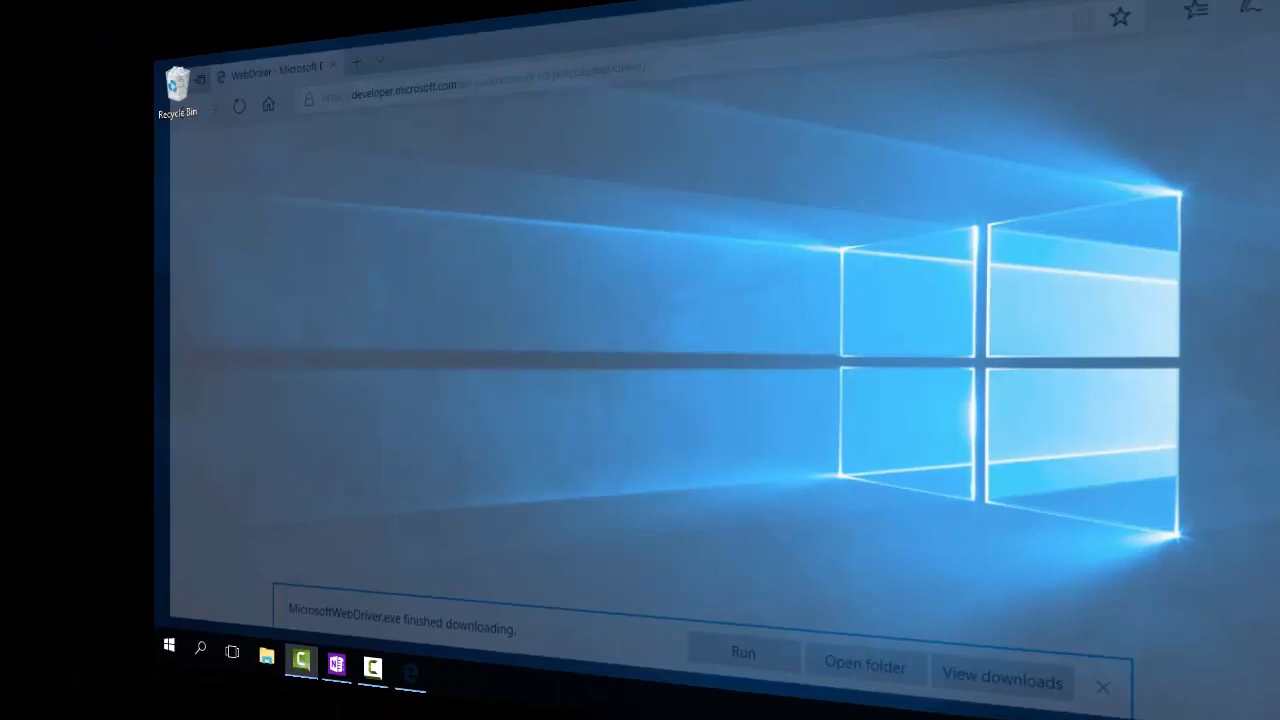 WebDriver - Microsoft E
developer.microsoft.com
Recycle Bin
MicrosoftWebDriver.exe finished downloading.
Run
Open folder
View downloads